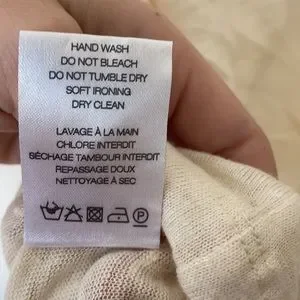 HAND WASH
DO NOT BLEACH
DO NOT TUMBLE DRY
SOFT IRONING
DRY CLEAN
LAVAGE À LA MAIN
CHLORE INTERDIT
SÉCHAGE TAMBOUR INTERDIT
REPASSAGE DOUX
NETTOYAGE À SEC
P